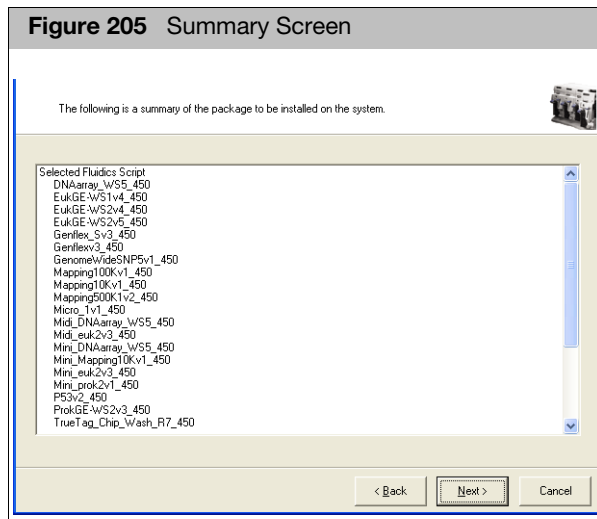 Figure 205 Summary Screen
The following is a summary of the package to be installed on the system.
Selected Fluidics Script
DNAarray_WS5_450
EukGE-WS1v4_450
EukGE-WS2v4_450
EukGE-WS2v5_450
Genflex_Sv3_450
Genflexv3_450
GenomeWideSNP5v1_450
Mapping100Kv1_450
Mapping10Kv1_450
Mapping500K1v2_450
Micro_1v1_450
Midi_DNAarray_WS5_450
Midi_euk2v3_450
Mini_DNAarray_WS5_450
Mini_Mapping10Kv1_450
Mini_euk2v3_450
Mini_prok2v1_450
P53v2_450
ProkGE-WS2v3_450
TrueTag_Chip_Wash_R7_450
< Back Next > Cancel